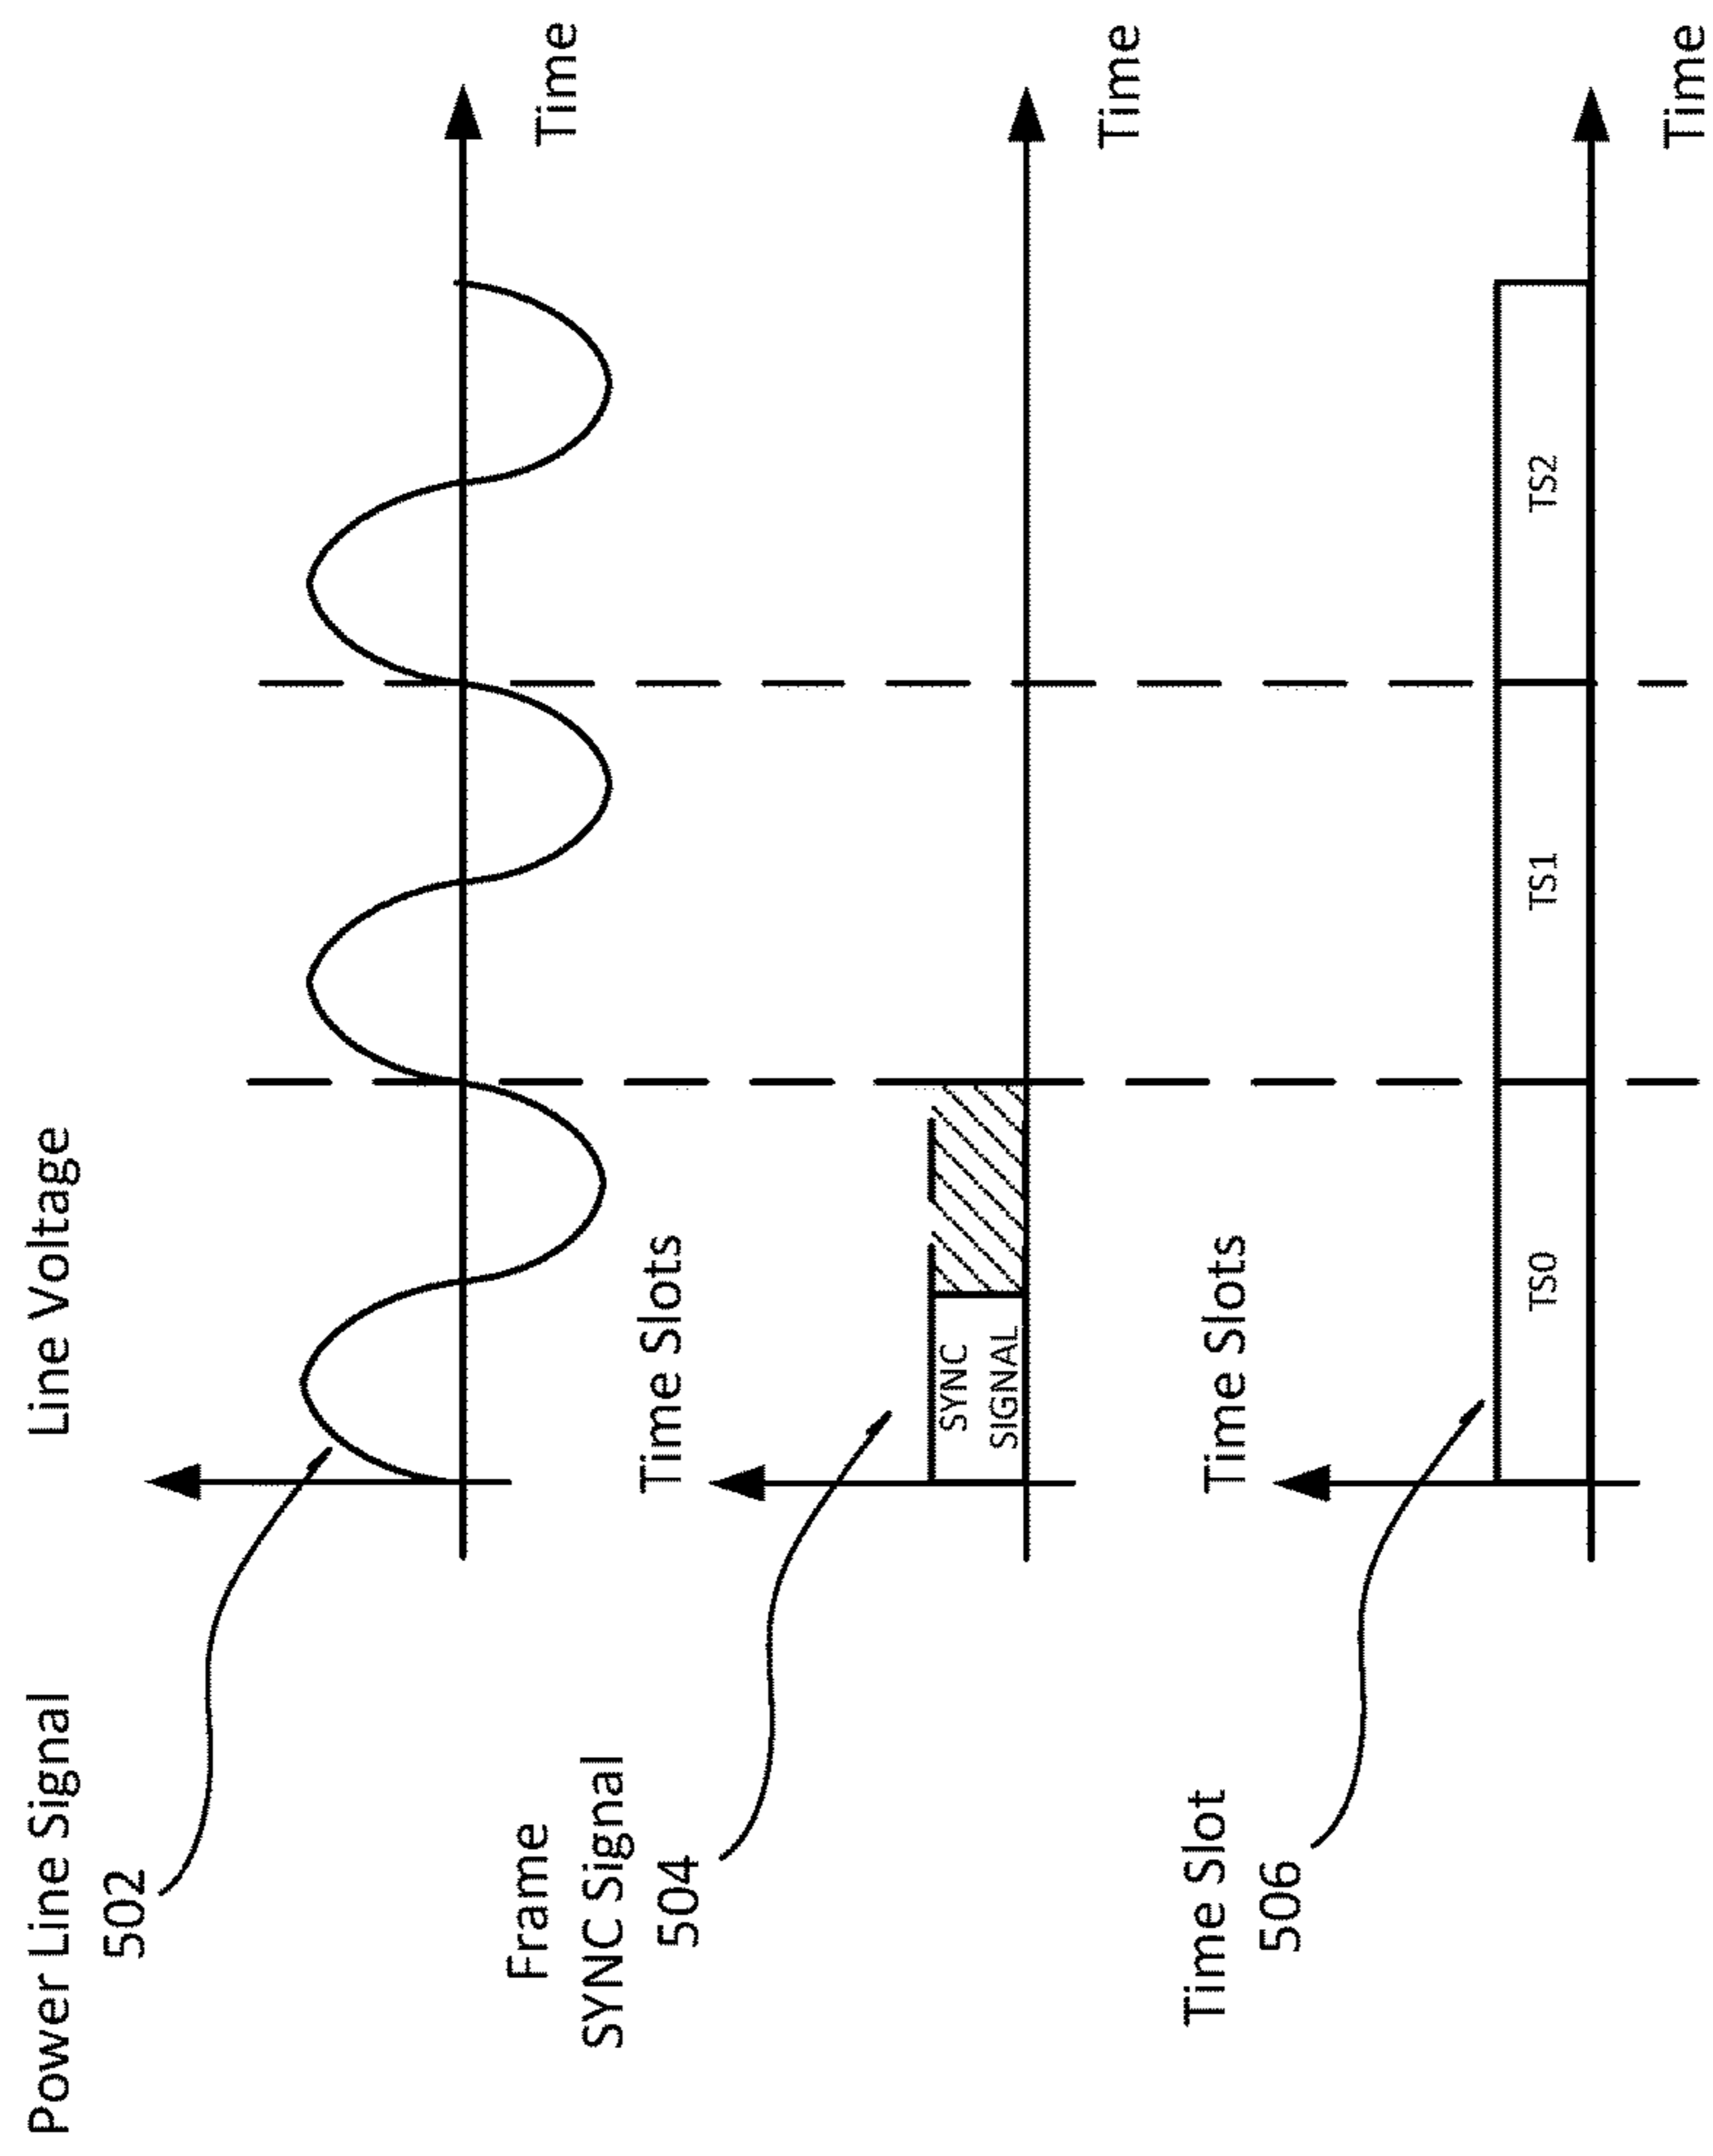 Power Line Signal
502
Line Voltage
Time
Frame
SYNC Signal
504
Time Slots
SYNC
SIGNAL
Time
Time Slot
506
Time Slots
TS0
TS1
TS2
Time